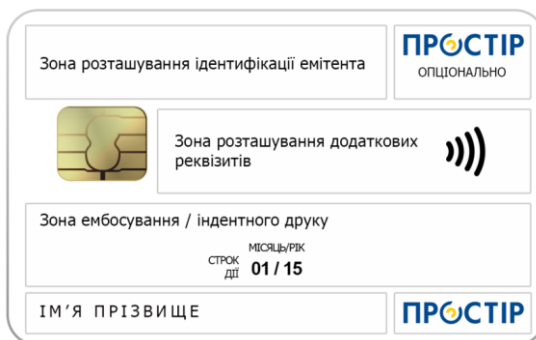 Зона розташування ідентифікації емітента
ПРОСТІР
ОПЦІОНАЛЬНО
Зона розташування додаткових
реквізитів
Зона ембосування / індентного друку
МІСЯЦЬ/РІК
СТРОК
ДІЇ
01 / 15
ІМ’Я ПРІЗВИЩЕ
ПРОСТІР